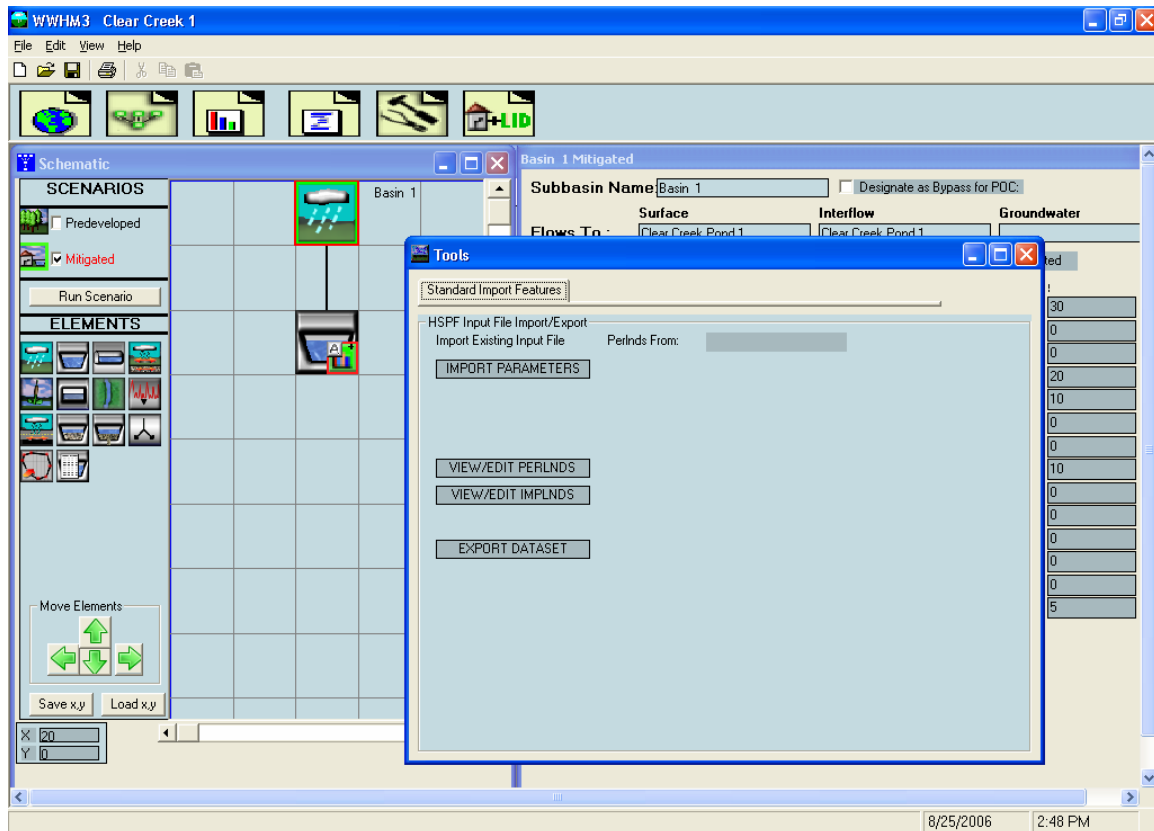 WWHM3 Clear Creek 1
File Edit View Help
+LID
Schematic
SCENARIOS
Predeveloped
Mitigated
Run Scenario
ELEMENTS
Move Elements
Save x,y Load x,y
X 20
Y 0
Basin 1
A
Basin 1 Mitigated
Subbasin Name: Basin 1 Designate as Bypass for POC:
Surface Interflow Groundwater
Flows To : Clear Creek Pond 1 Clear Creek Pond 1
Tools
Standard Import Features
HSPF Input File Import/Export
Import Existing Input File Perlnds From:
IMPORT PARAMETERS
VIEW/EDIT PERLNDS
VIEW/EDIT IMPLNDS
EXPORT DATASET
ted
30
0
0
20
10
0
0
10
0
0
0
0
0
5
8/25/2006 2:48 PM